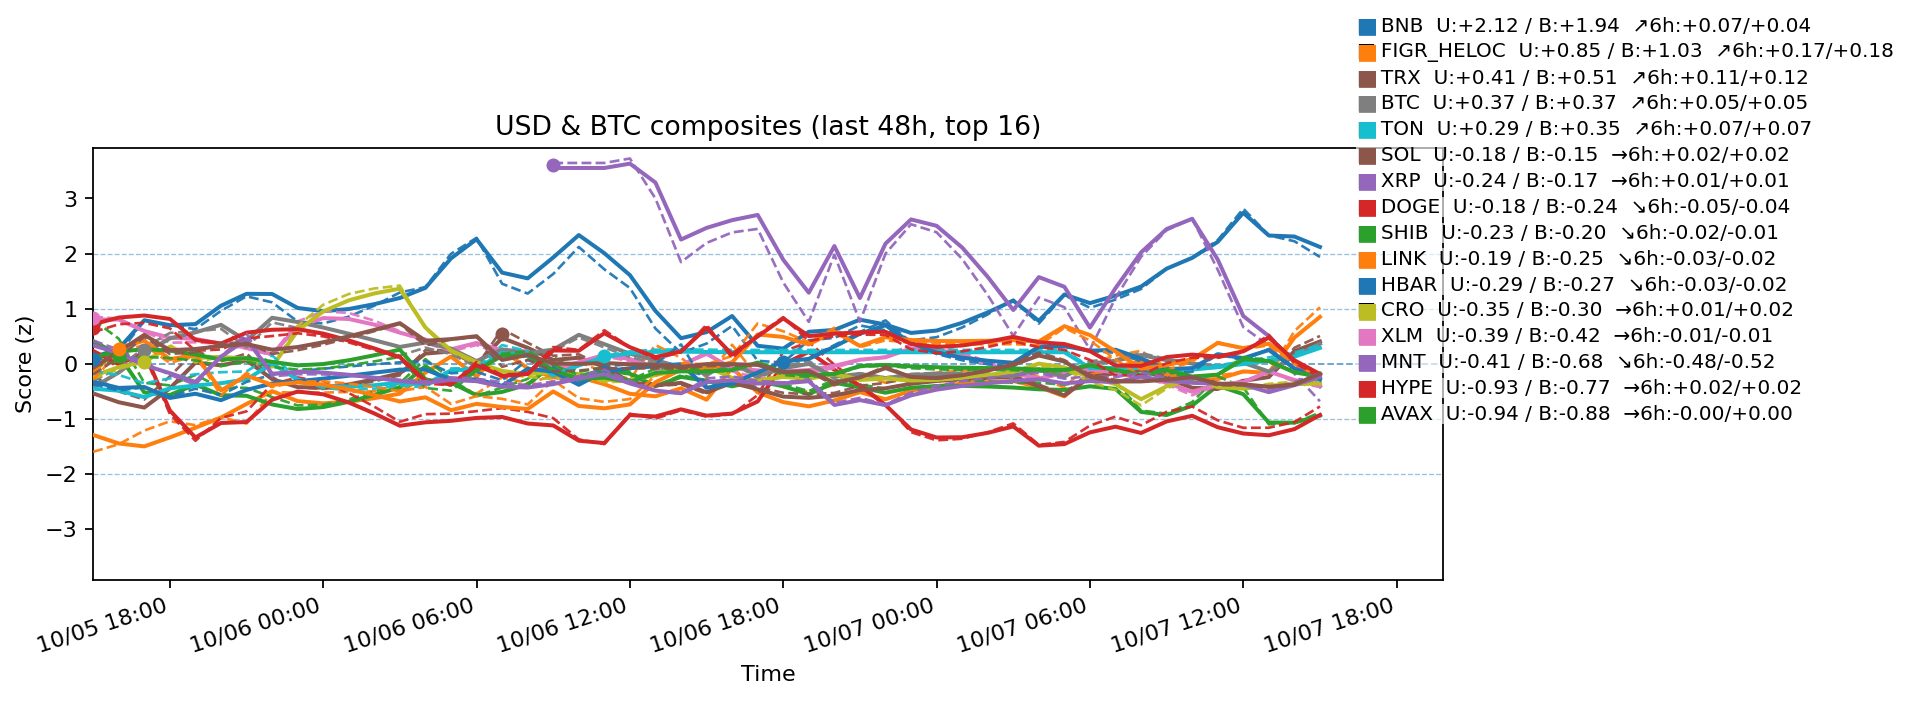 BNB  U:+2.12 / B:+1.94  ↗6h:+0.07/+0.04
FIGR_HELOC  U:+0.85 / B:+1.03  ↗6h:+0.17/+0.18
TRX  U:+0.41 / B:+0.51  ↗6h:+0.11/+0.12
BTC  U:+0.37 / B:+0.37  ↗6h:+0.05/+0.05
TON  U:+0.29 / B:+0.35  ↗6h:+0.07/+0.07
SOL  U:-0.18 / B:-0.15  →6h:+0.02/+0.02
XRP  U:-0.24 / B:-0.17  →6h:+0.01/+0.01
DOGE  U:-0.18 / B:-0.24  ↘6h:-0.05/-0.04
SHIB  U:-0.23 / B:-0.20  ↘6h:-0.02/-0.01
LINK  U:-0.19 / B:-0.25  ↘6h:-0.03/-0.02
HBAR  U:-0.29 / B:-0.27  ↘6h:-0.03/-0.02
CRO  U:-0.35 / B:-0.30  →6h:+0.01/+0.02
XLM  U:-0.39 / B:-0.42  →6h:-0.01/-0.01
MNT  U:-0.41 / B:-0.68  ↘6h:-0.48/-0.52
HYPE  U:-0.93 / B:-0.77  →6h:+0.02/+0.02
AVAX  U:-0.94 / B:-0.88  →6h:-0.00/+0.00
USD & BTC composites (last 48h, top 16)
Score (z)
3
2
1
0
−1
−2
−3
10/05 18:00
10/06 00:00
10/06 06:00
10/06 12:00
10/06 18:00
10/07 00:00
10/07 06:00
10/07 12:00
10/07 18:00
Time